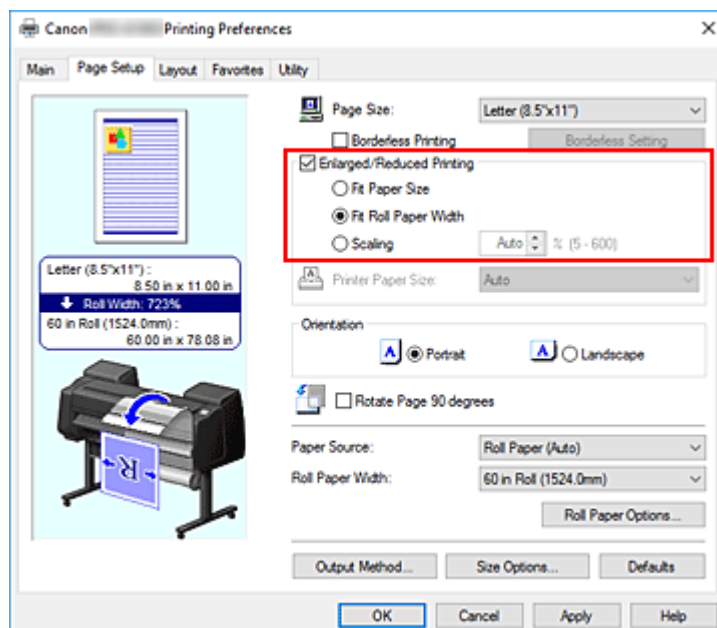 Canon Printing Preferences
Main Page Setup Layout Favorites Utility
Page Size: Letter (8.5"x11")
Borderless Printing Borderless Setting
Enlarged/Reduced Printing
Fit Paper Size
Fit Roll Paper Width
Scaling Auto % (5 - 600)
Letter (8.5"x11") :
8.50 in x 11.00 in
Roll Width: 723%
60 in Roll (1524.0mm) :
60.00 in x 78.08 in
R
Printer Paper Size: Auto
Orientation
A Portrait A Landscape
Rotate Page 90 degrees
Paper Source: Roll Paper (Auto)
Roll Paper Width: 60 in Roll (1524.0mm)
Roll Paper Options...
Output Method... Size Options... Defaults
OK Cancel Apply Help